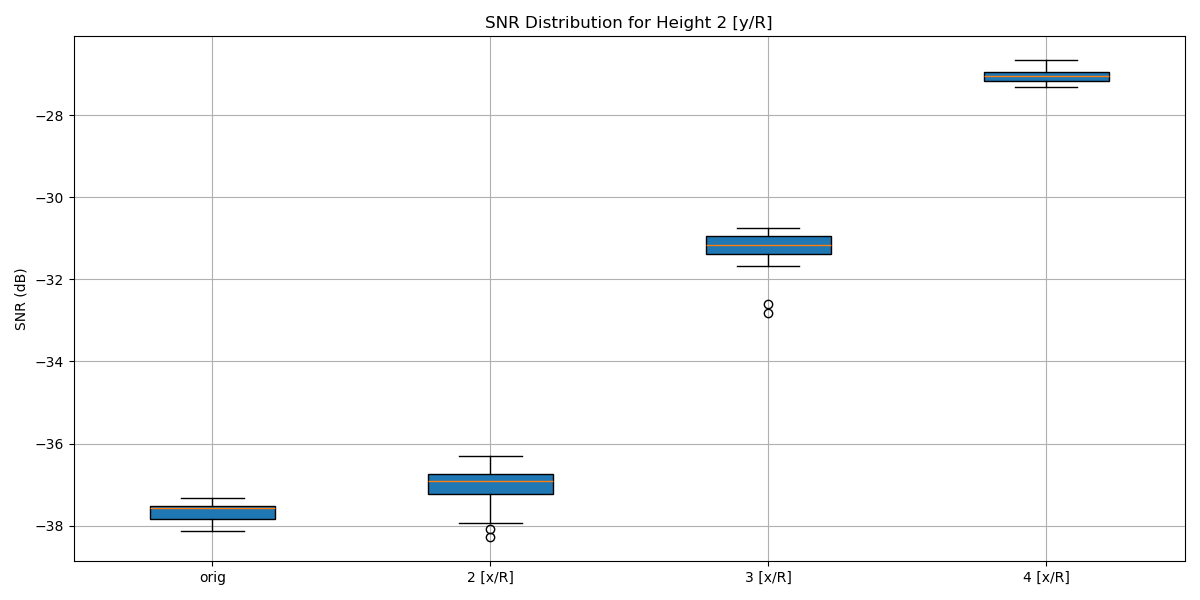 SNR Distribution for Height 2 [y/R]
SNR (dB)
−28
−30
−32
−34
−36
−38
orig
2 [x/R]
3 [x/R]
4 [x/R]